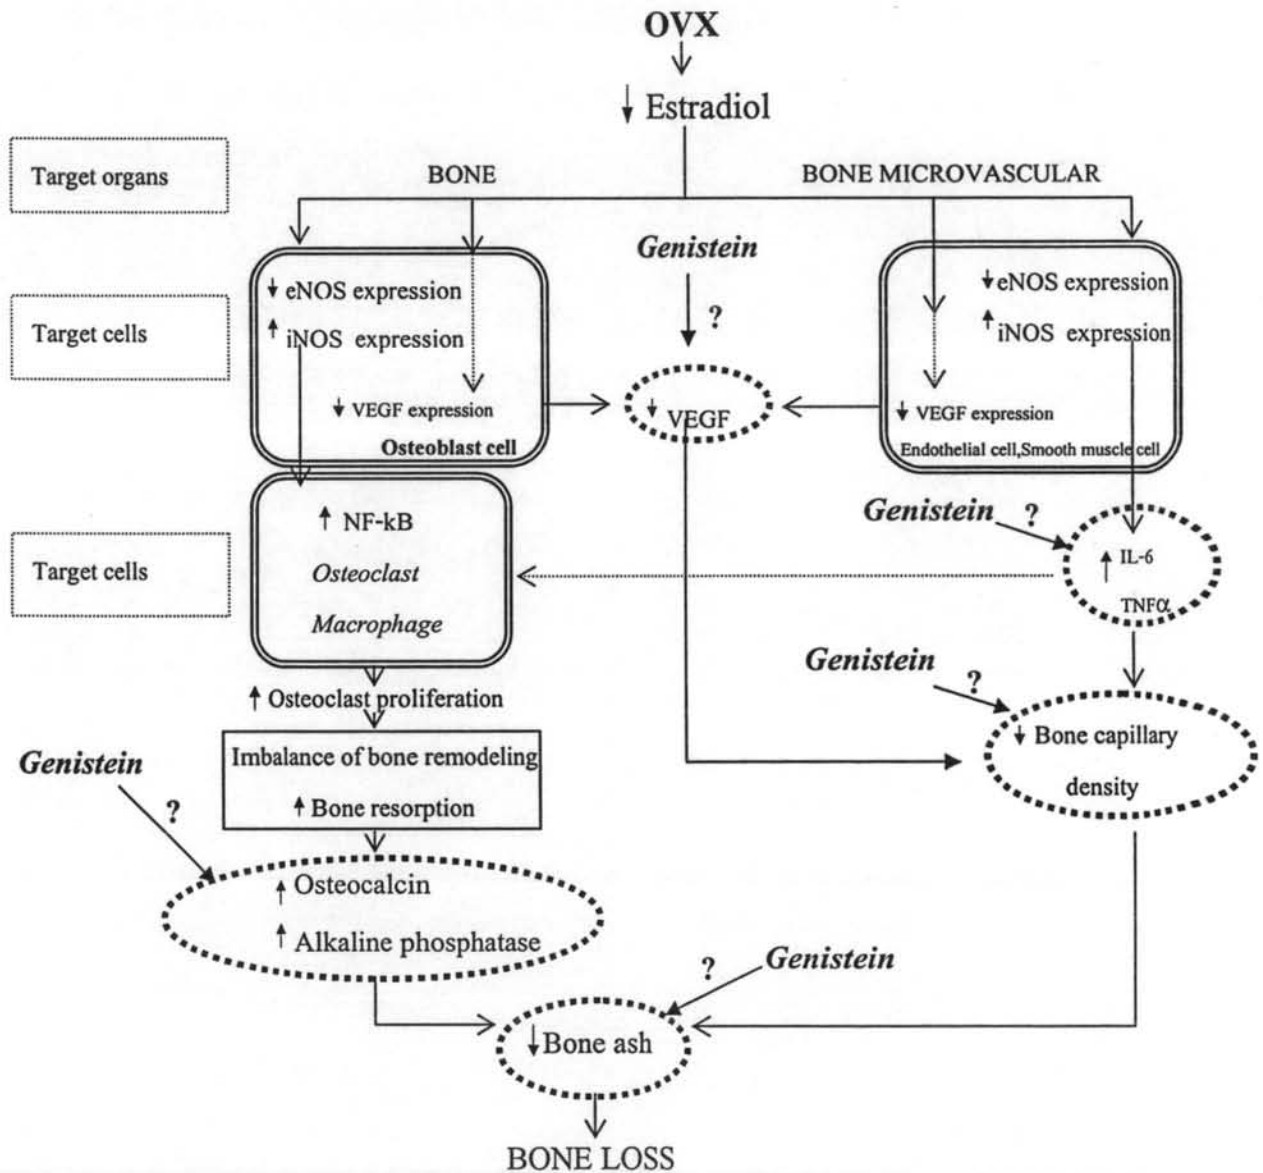 OVX
↓ Estradiol
Target organs
BONE
BONE MICROVASCULAR
Genistein
?
Target cells
↓ eNOS expression
↑ iNOS expression
↓ VEGF expression
Osteoblast cell
↓ VEGF
↓ eNOS expression
↑ iNOS expression
↓ VEGF expression
Endothelial cell,Smooth muscle cell
Target cells
↑ NF-kB
Osteoclast
Macrophage
Genistein
?
↑ IL-6
TNFα
↑ Osteoclast proliferation
Genistein
?
↓ Bone capillary
density
Imbalance of bone remodeling
↑ Bone resorption
Genistein
?
↑ Osteocalcin
↑ Alkaline phosphatase
Genistein
?
↓ Bone ash
BONE LOSS